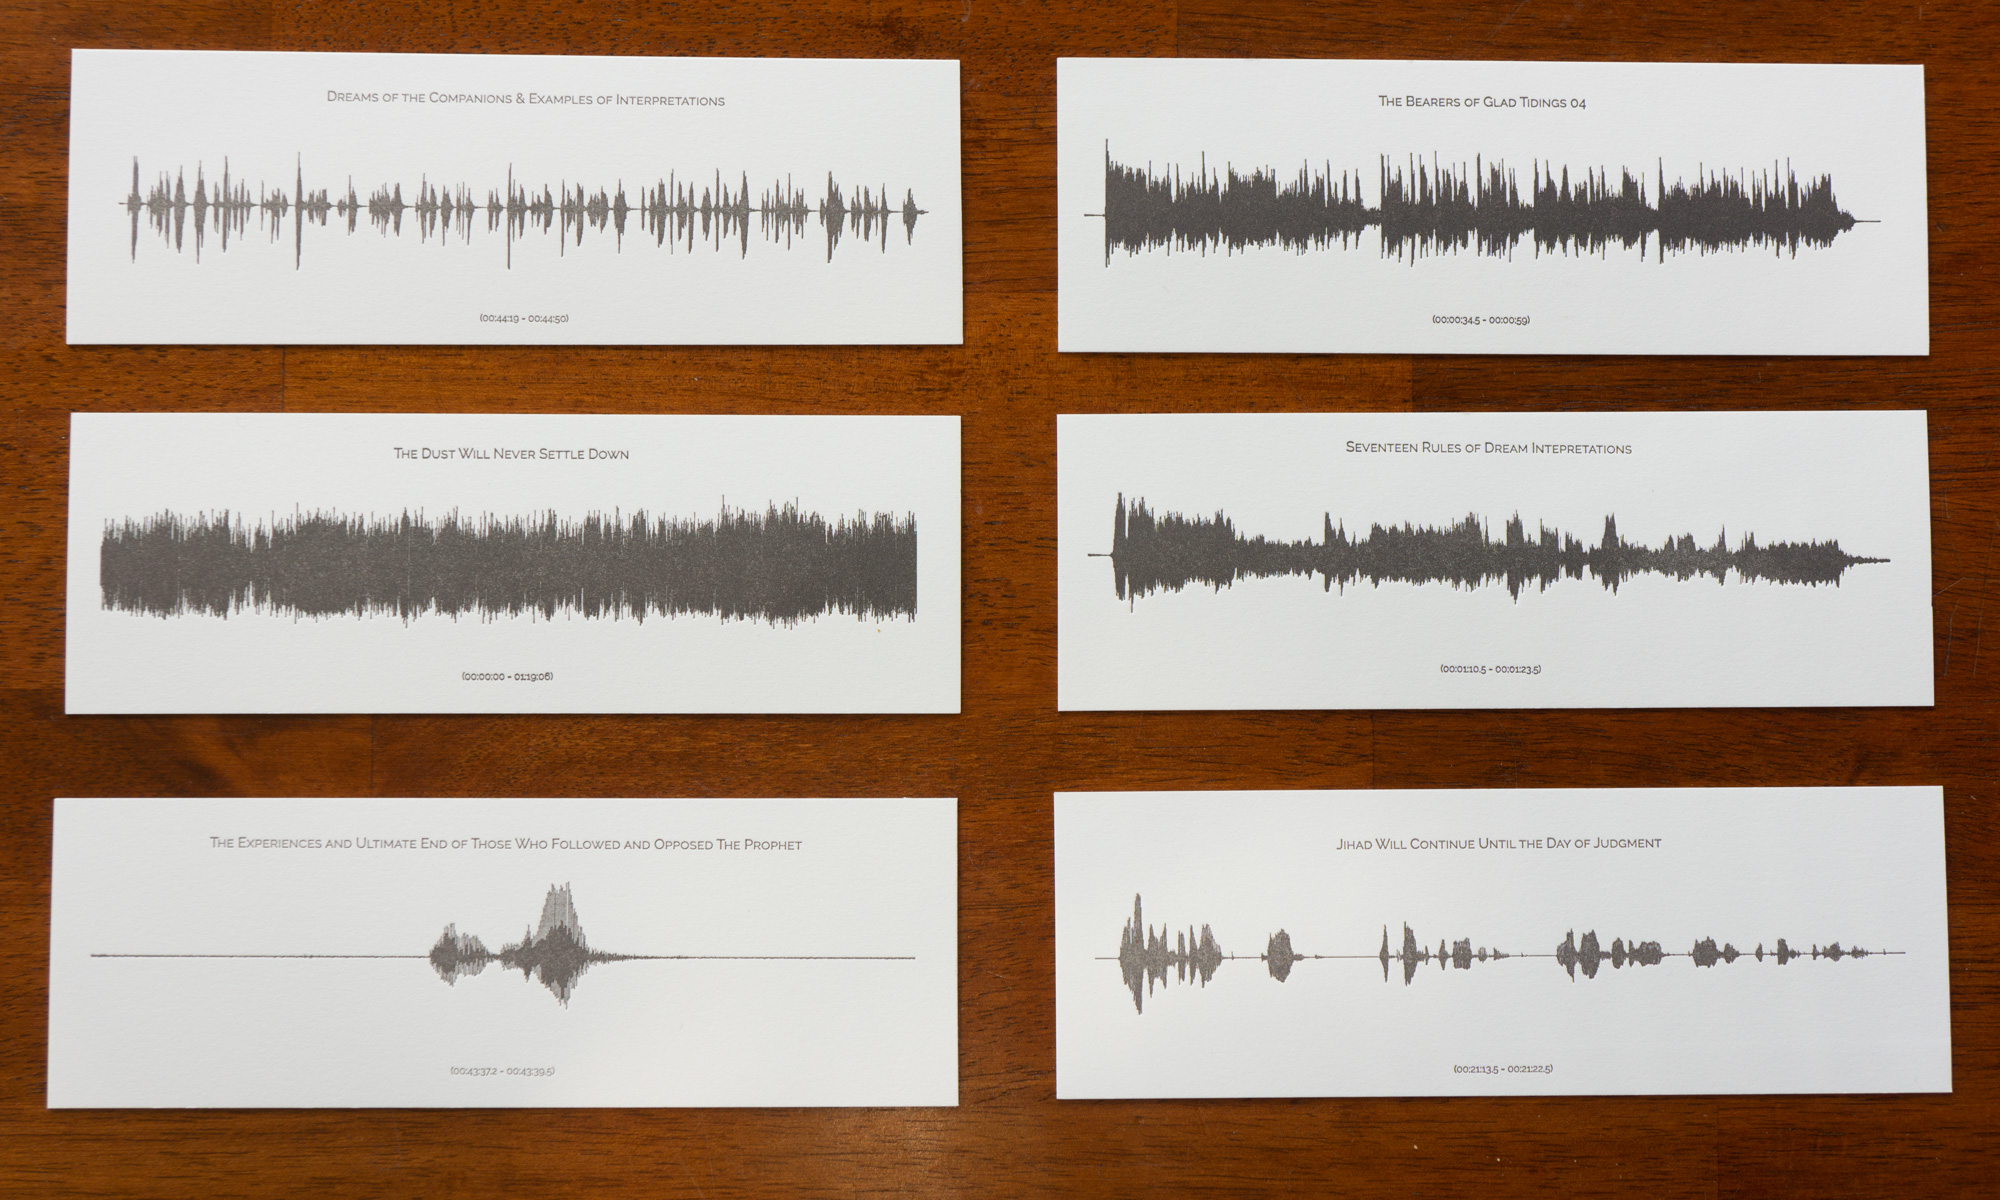 Dreams of the Companions & Examples of Interpretations
(00:44:19 - 00:44:50)
The Bearers of Glad Tidings 04
(00:00:34.5 - 00:00:59)
The Dust Will Never Settle Down
(00:00:00 - 01:19:06)
Seventeen Rules of Dream Intepretations
(00:01:10.5 - 00:01:23.5)
The Experiences and Ultimate End of Those Who Followed and Opposed The Prophet
(00:43:37.2 - 00:43:39.5)
Jihad Will Continue Until the Day of Judgment
(00:21:13.5 - 00:21:22.5)